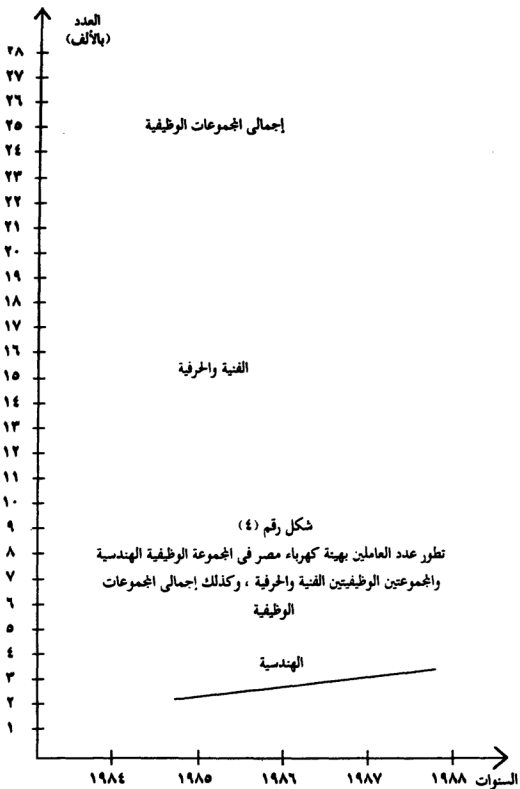 العدد
(بالألف)
٢٨
٢٧
٢٦
٢٥
إجمالى المجموعات الوظيفية
٢٤
٢٣
٢٢
٢١
٢٠
١٩
١٨
١٧
١٦
الفنية والحرفية
١٥
١٤
١٣
١٢
١١
١٠
٩
شكل رقم (٤)
٨
تطور عدد العاملين بهيئة كهرباء مصر فى المجموعة الوظيفية الهندسية
٧
والمجموعتين الوظيفيتين الفنية والحرفية ، وكذلك إجمالى المجموعات
٦
الوظيفية
٥
٤
الهندسية
٣
٢
١
١٩٨٤ ١٩٨٥ ١٩٨٦ ١٩٨٧ ١٩٨٨ السنوات